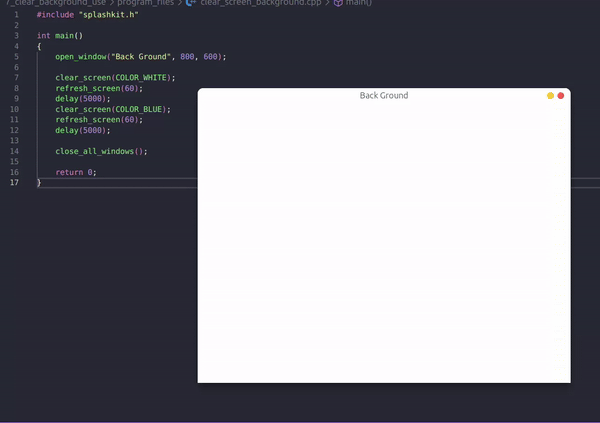 7_clear_background_use > program_files > clear_screen_background.cpp > main()
1 #include "splashkit.h"
2
3 int main()
4 {
5 open_window("Back Ground", 800, 600);
6
7 clear_screen(COLOR_WHITE);
8 refresh_screen(60);
9 delay(5000);
10 clear_screen(COLOR_BLUE);
11 refresh_screen(60);
12 delay(5000);
13
14 close_all_windows();
15
16 return 0;
17 }
Back Ground